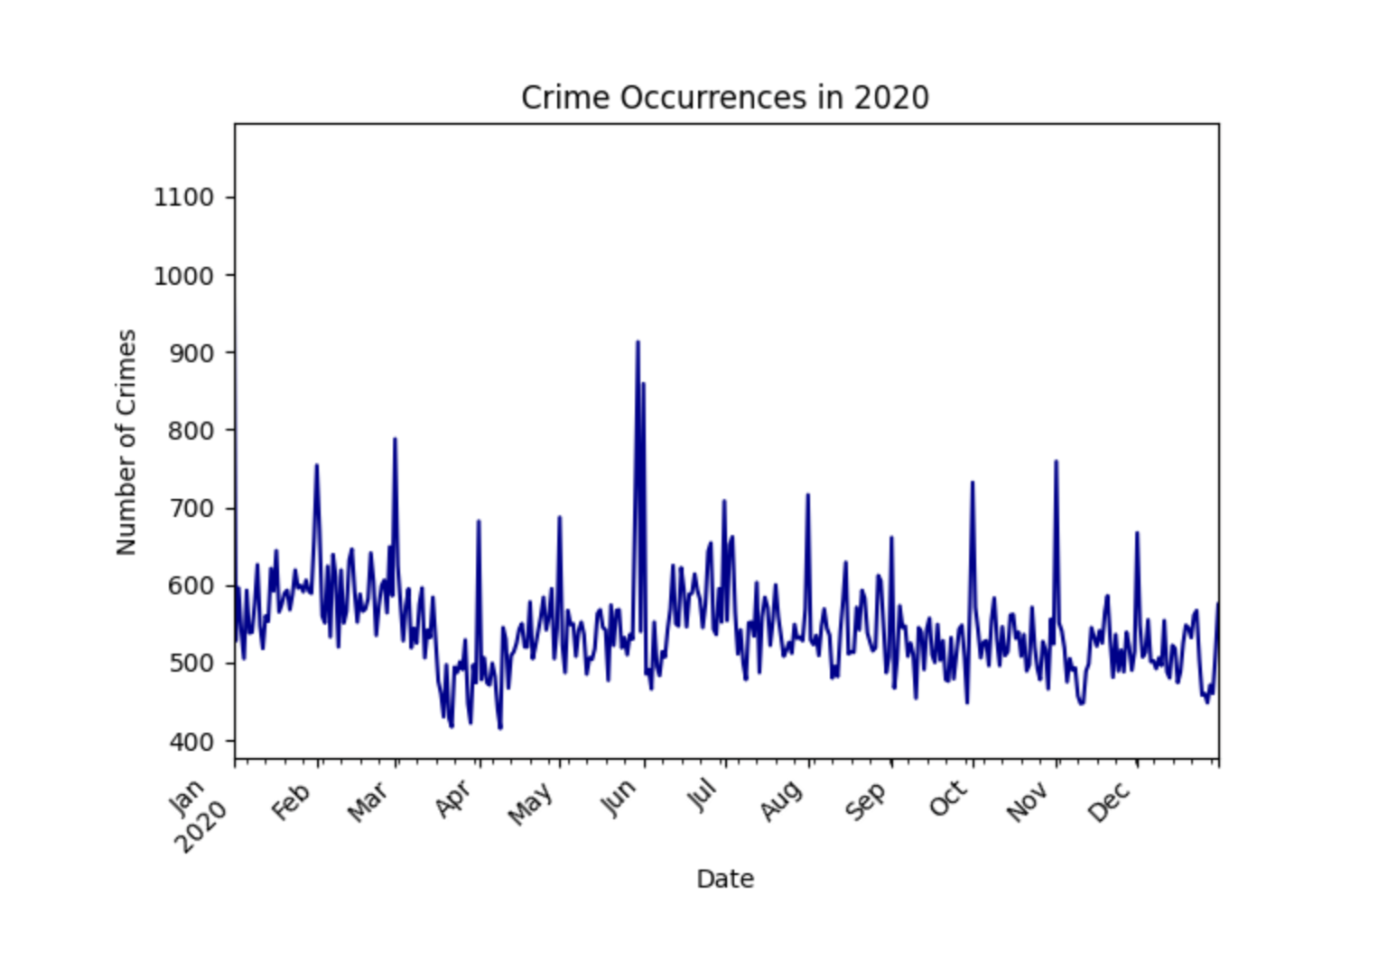 Crime Occurrences in 2020
1100
1000
900
800
700
600
500
400
Number of Crimes
Jan
2020
Feb
Mar
Apr
May
Jun
Jul
Aug
Sep
Oct
Nov
Dec
Date